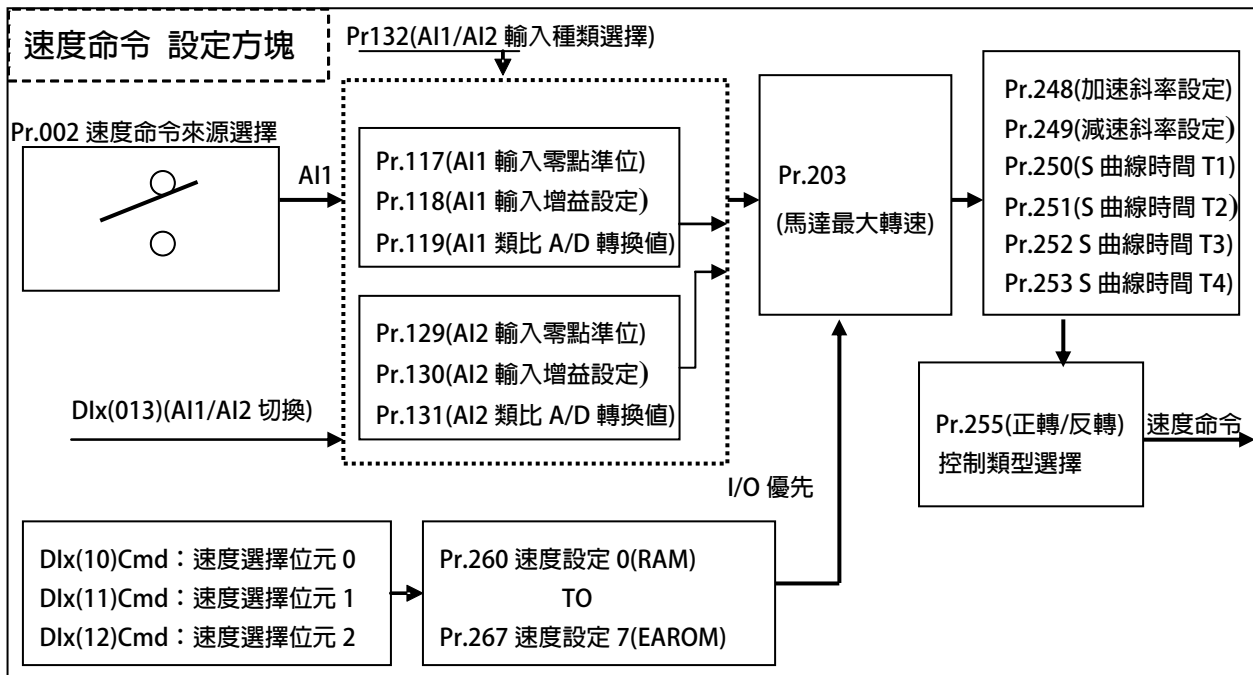 速度命令 設定方塊
Pr132(AI1/AI2 輸入種類選擇)
Pr.002 速度命令來源選擇
AI1
Pr.117(AI1 輸入零點準位)
Pr.118(AI1 輸入增益設定)
Pr.119(AI1 類比 A/D 轉換值)
Pr.129(AI2 輸入零點準位)
Pr.130(AI2 輸入增益設定)
Pr.131(AI2 類比 A/D 轉換值)
DIx(013)(AI1/AI2 切換)
Pr.203
(馬達最大轉速)
Pr.248(加速斜率設定)
Pr.249(減速斜率設定)
Pr.250(S 曲線時間 T1)
Pr.251(S 曲線時間 T2)
Pr.252 S 曲線時間 T3)
Pr.253 S 曲線時間 T4)
Pr.255(正轉/反轉)
控制類型選擇
速度命令
I/O 優先
DIx(10)Cmd：速度選擇位元 0
DIx(11)Cmd：速度選擇位元 1
DIx(12)Cmd：速度選擇位元 2
Pr.260 速度設定 0(RAM)
TO
Pr.267 速度設定 7(EAROM)